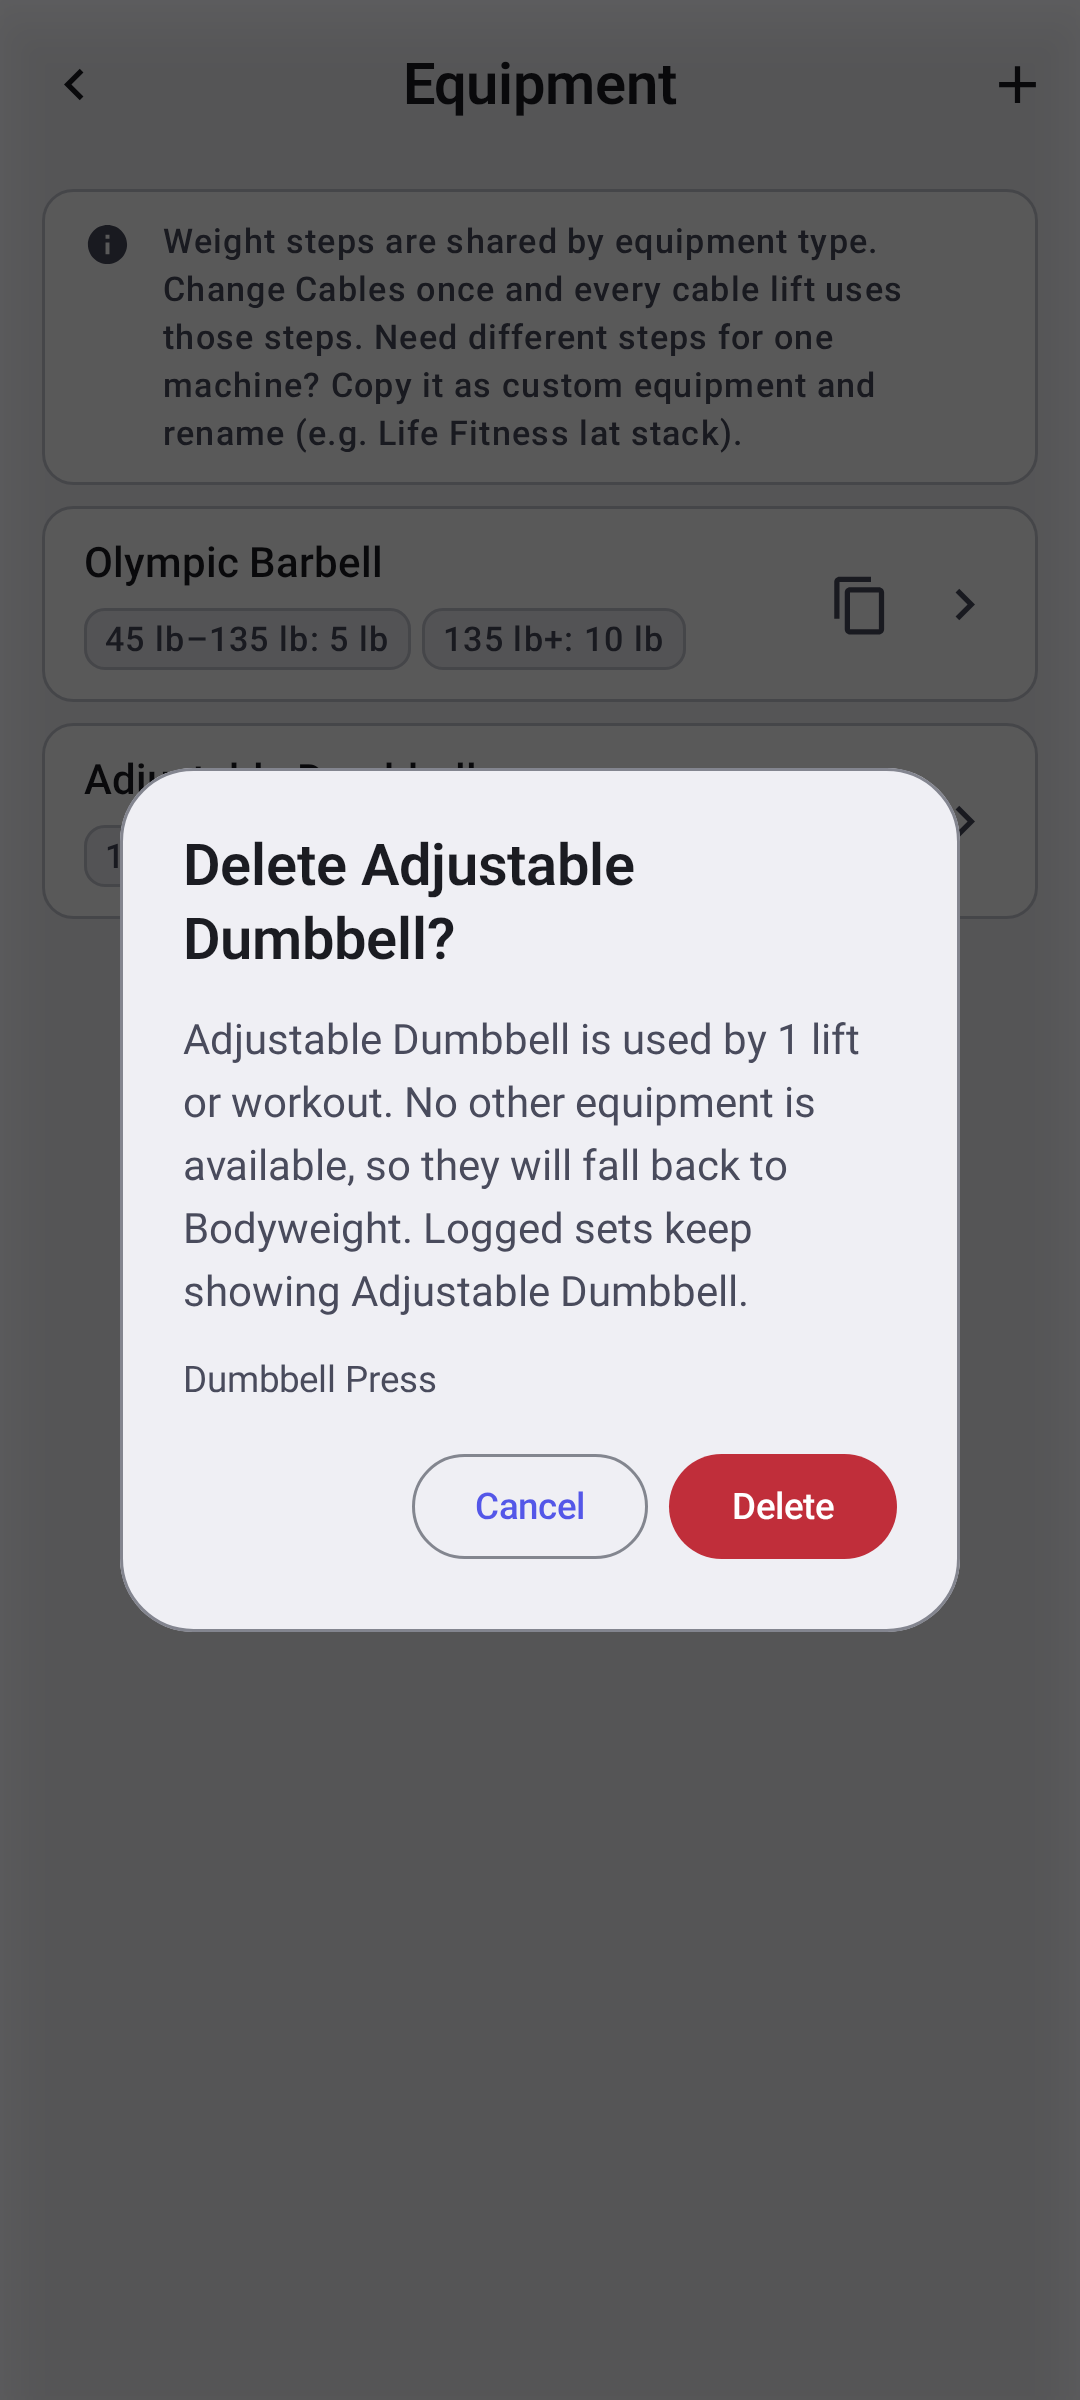 Equipment
Weight steps are shared by equipment type.
Change Cables once and every cable lift uses
those steps. Need different steps for one
machine? Copy it as custom equipment and
rename (e.g. Life Fitness lat stack).
Olympic Barbell
45 lb–135 lb: 5 lb
135 lb+: 10 lb
Delete Adjustable
Dumbbell?
Adjustable Dumbbell is used by 1 lift
or workout. No other equipment is
available, so they will fall back to
Bodyweight. Logged sets keep
showing Adjustable Dumbbell.
Dumbbell Press
Cancel
Delete